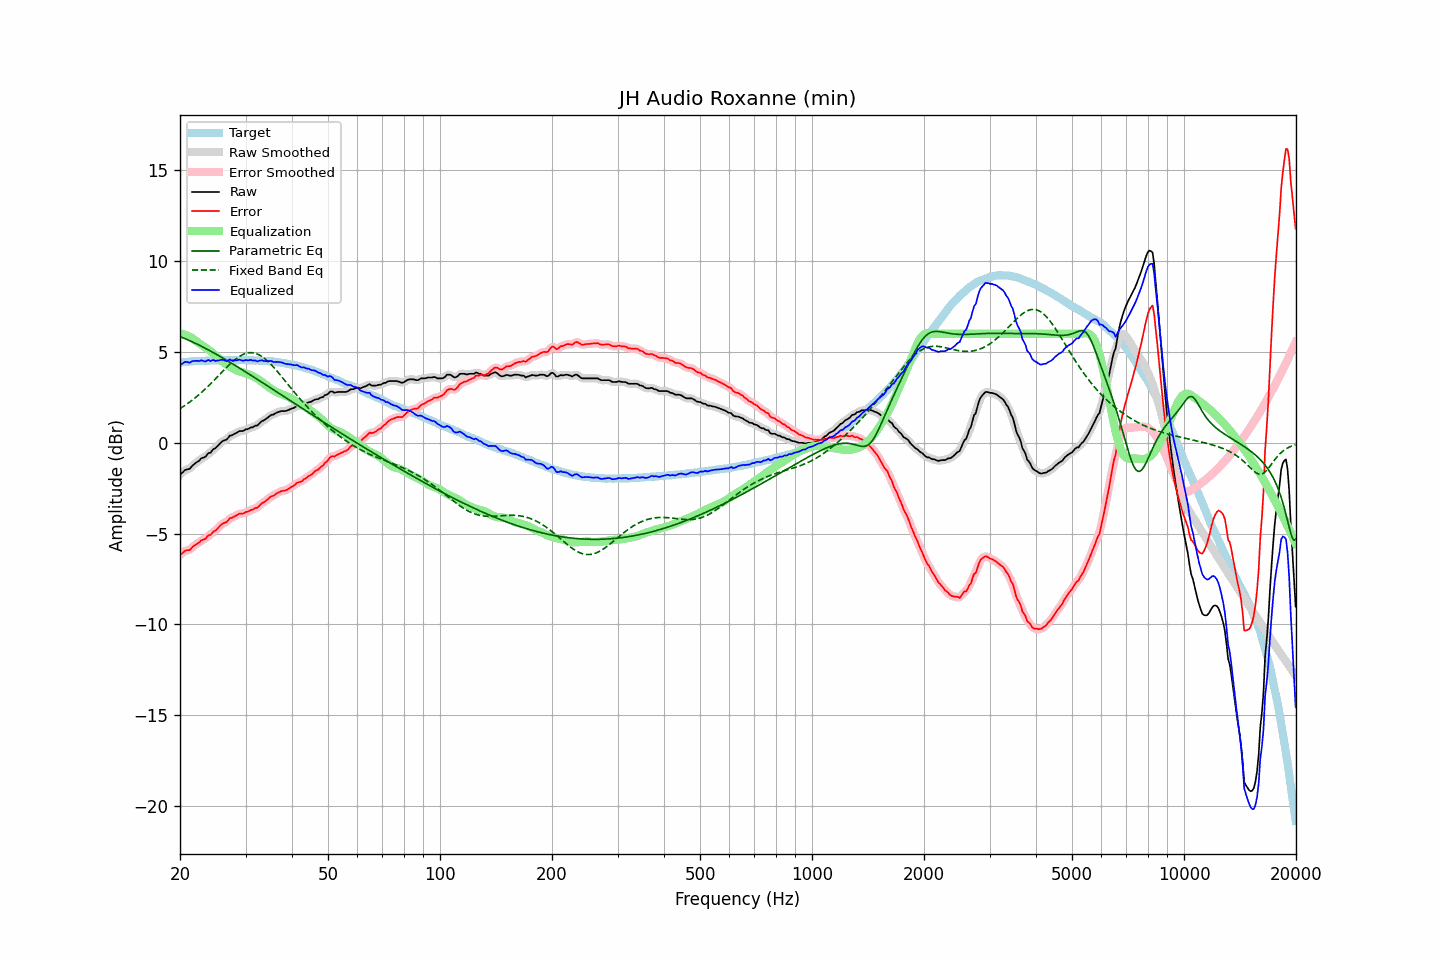 JH Audio Roxanne (min)
Target
Raw Smoothed
Error Smoothed
Raw
Error
Equalization
Parametric Eq
Fixed Band Eq
Equalized
Amplitude (dBr)
15
10
5
0
−5
−10
−15
−20
20 50 100 200 500 1000 2000 5000 10000 20000
Frequency (Hz)